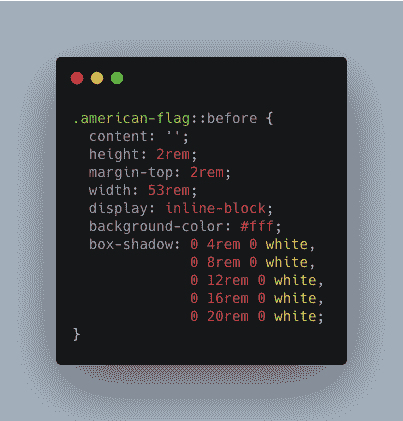 .american-flag::before {
  content: '';
  height: 2rem;
  margin-top: 2rem;
  width: 53rem;
  display: inline-block;
  background-color: #fff;
  box-shadow: 0 4rem 0 white,
              0 8rem 0 white,
              0 12rem 0 white,
              0 16rem 0 white,
              0 20rem 0 white;
}